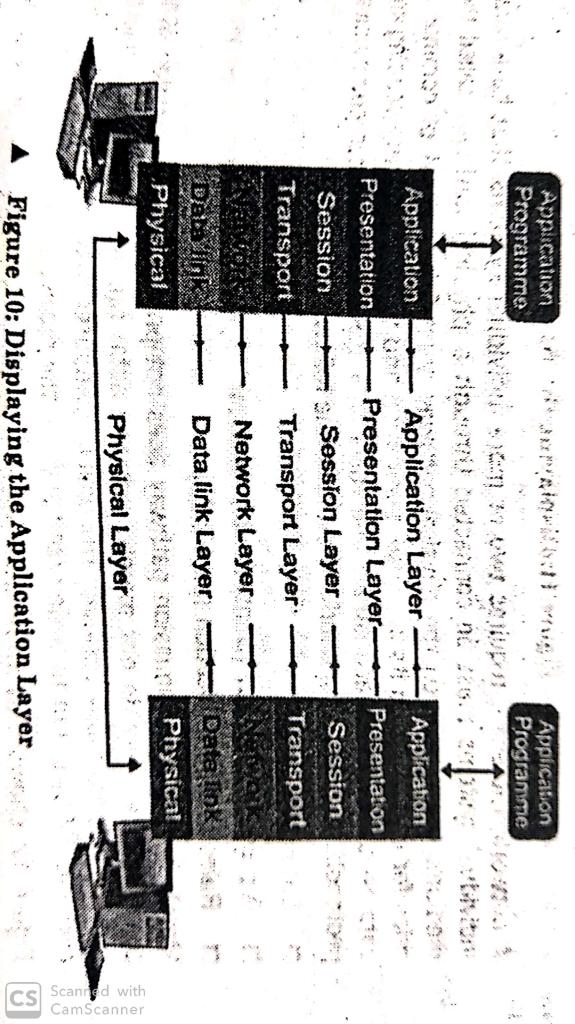 Application
Programme
Application
Programme
Application
Application Layer
Application
Presentation
Presentation Layer
Presentation
Session
Session Layer
Session
Transport
Transport Layer
Transport
Network
Network Layer
Network
Data link
Data link Layer
Data link
Physical
Physical
Physical Layer
▲ Figure 10: Displaying the Application Layer
CS Scanned with
CamScanner